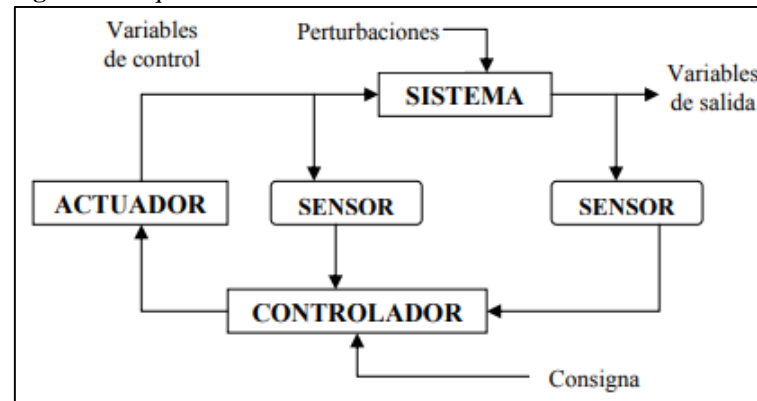 Variables
de control
Perturbaciones
SISTEMA
Variables
de salida
ACTUADOR
SENSOR
SENSOR
CONTROLADOR
Consigna